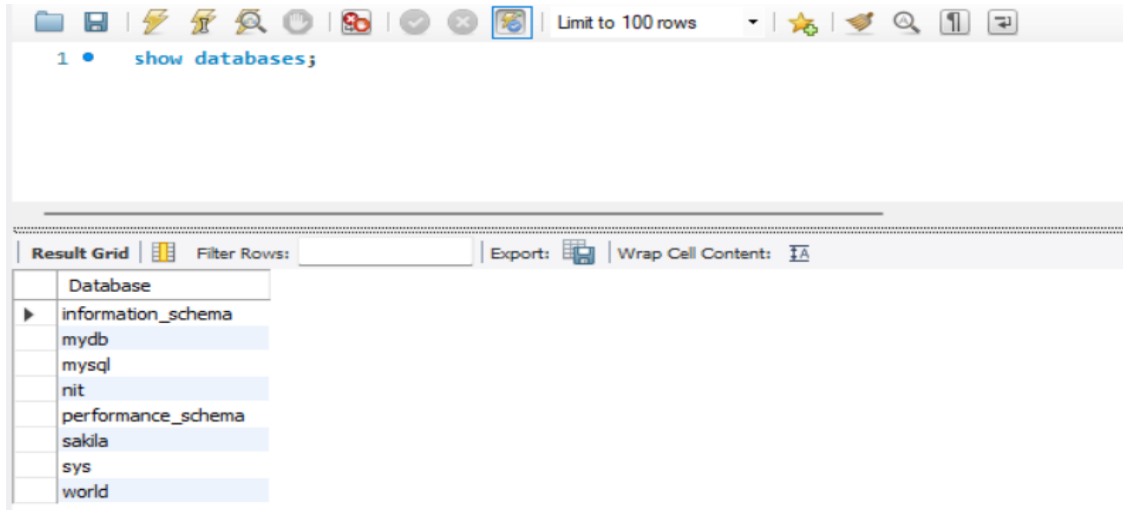 Limit to 100 rows
1 show databases;
Result Grid Filter Rows: Export: Wrap Cell Content: IA
Database
information_schema
mydb
mysql
nit
performance_schema
sakila
sys
world